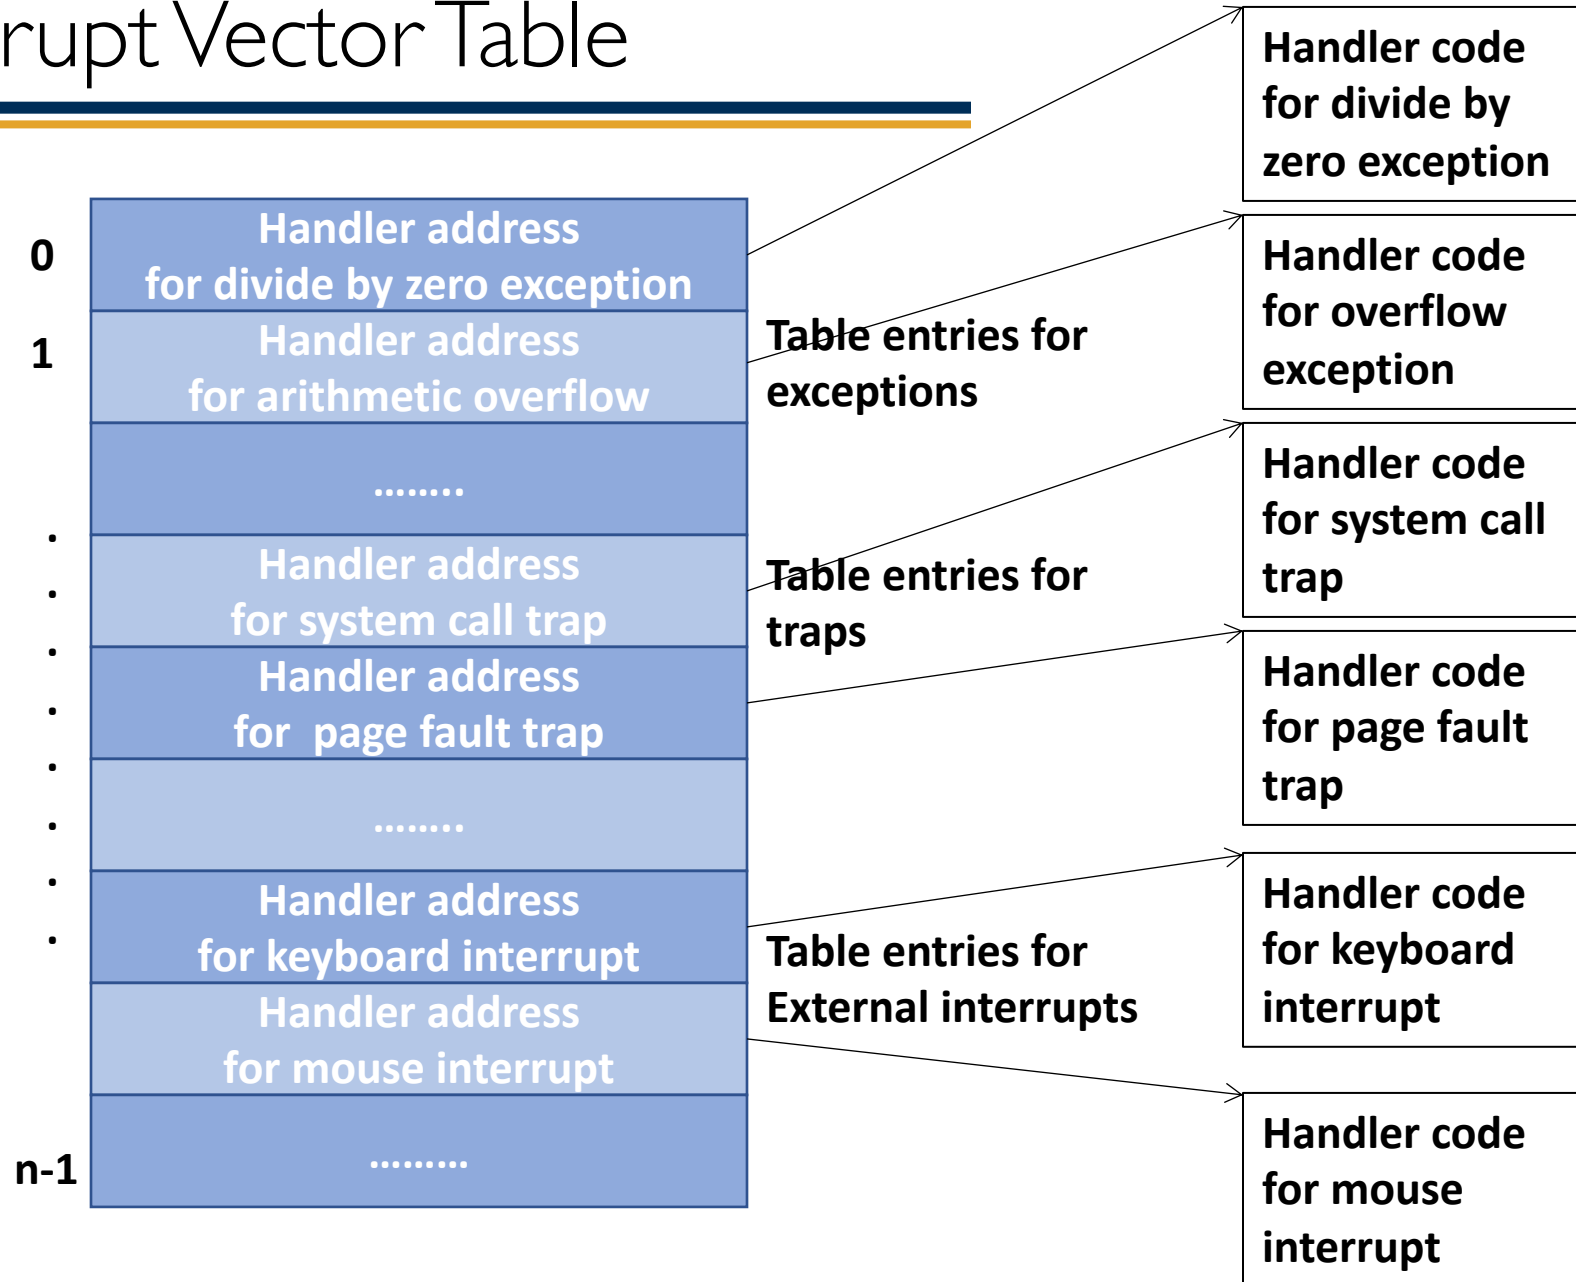 rupt Vector Table
0
Handler address
for divide by zero exception
1
Handler address
for arithmetic overflow
........
.
Handler address
for system call trap
.
.
Handler address
for  page fault trap
.
.
........
.
.
Handler address
for keyboard interrupt
.
Handler address
for mouse interrupt
n-1
.........
Table entries for
exceptions
Table entries for
traps
Table entries for
External interrupts
Handler code
for divide by
zero exception
Handler code
for overflow
exception
Handler code
for system call
trap
Handler code
for page fault
trap
Handler code
for keyboard
interrupt
Handler code
for mouse
interrupt